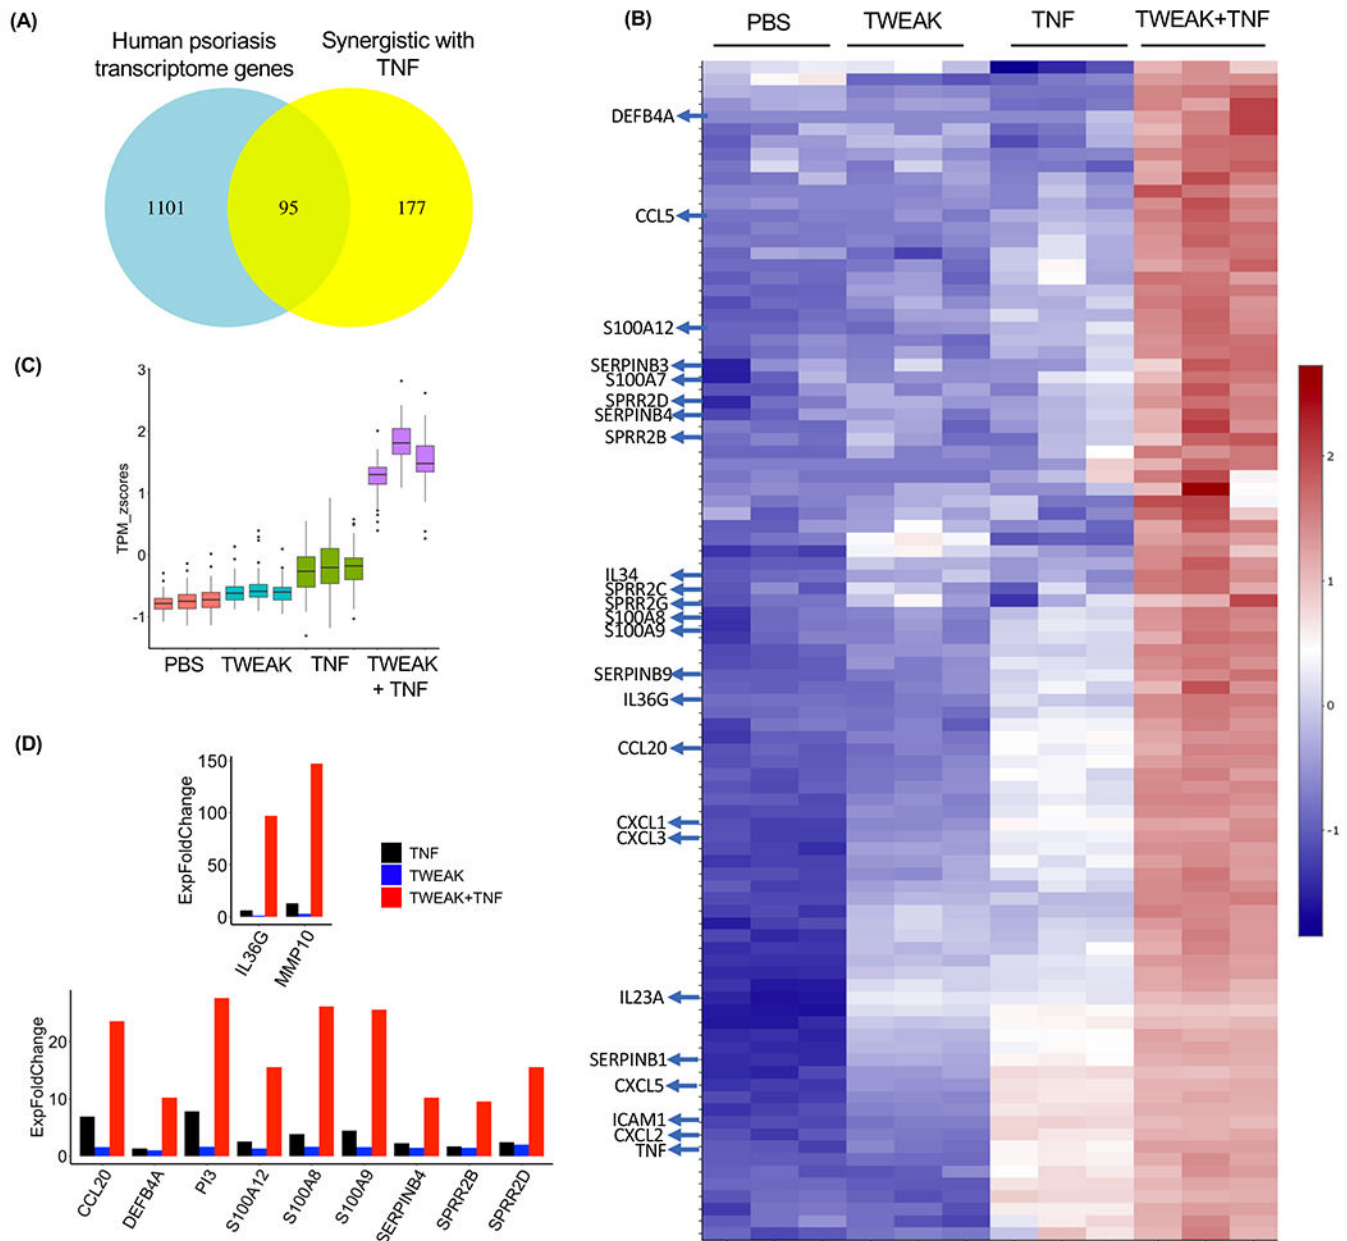 (A)
Human psoriasis
transcriptome genes
Synergistic with
TNF
1101
95
177
(B)
PBS
TWEAK
TNF
TWEAK+TNF
DEFB4A
CCL5
S100A12
SERPINB3
S100A7
SPRR2D
SERPINB4
SPRR2B
IL34
SPRR2C
SPRR2G
S100A8
S100A9
SERPINB9
IL36G
CCL20
CXCL1
CXCL3
IL23A
SERPINB1
CXCL5
ICAM1
CXCL2
TNF
2
1
0
-1
(C)
TPM_zscores
3
2
1
0
-1
PBS
TWEAK
TNF
TWEAK
+ TNF
(D)
ExpFoldChange
150
100
50
0
IL36G
MMP10
TNF
TWEAK
TWEAK+TNF
ExpFoldChange
20
10
0
CCL20
DEFB4A
PI3
S100A12
S100A8
S100A9
SERPINB4
SPRR2B
SPRR2D